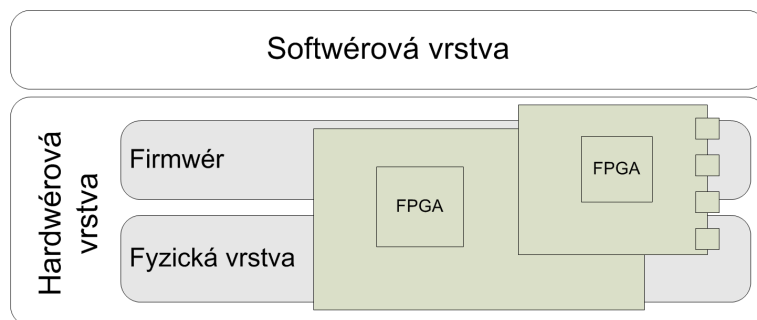 Softwérová vrstva
Hardwérová
vrstva
Firmwér
FPGA
FPGA
Fyzická vrstva